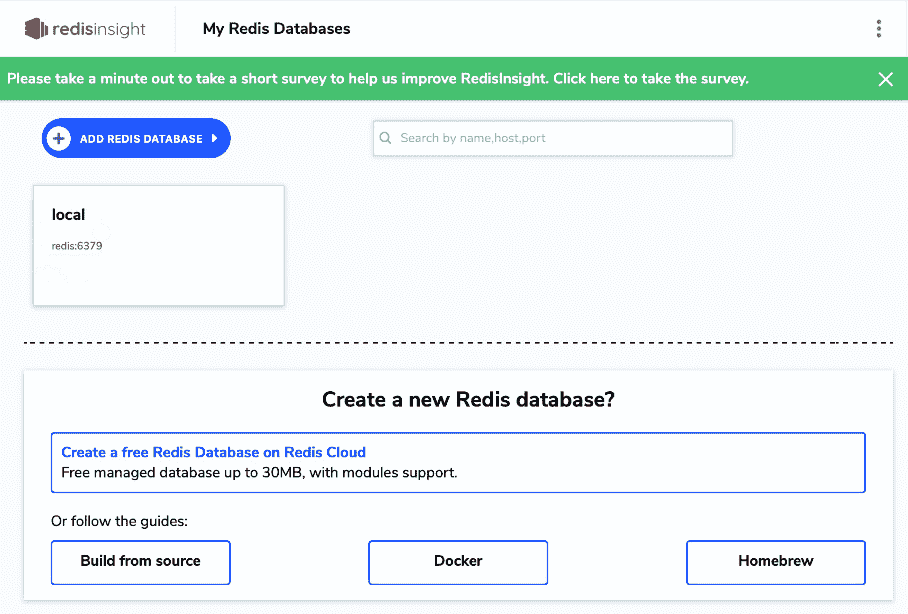 redisinsight
My Redis Databases
Please take a minute out to take a short survey to help us improve RedisInsight. Click here to take the survey.
ADD REDIS DATABASE
Search by name,host,port
local
redis:6379
Create a new Redis database?
Create a free Redis Database on Redis Cloud
Free managed database up to 30MB, with modules support.
Or follow the guides:
Build from source
Docker
Homebrew